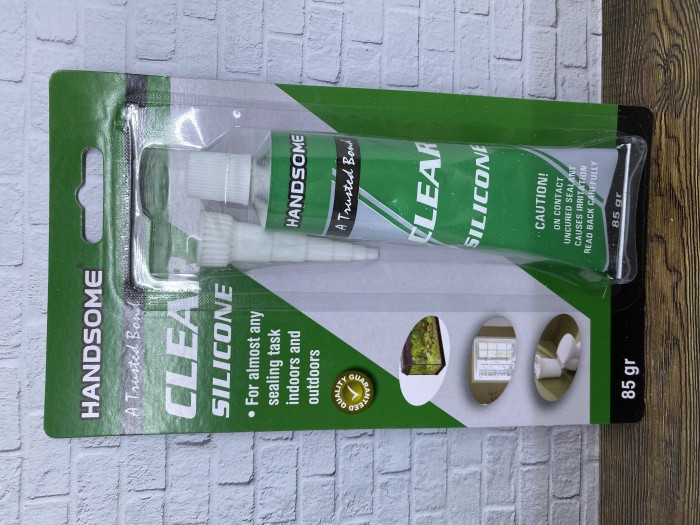 HANDSOME®
A Trusted Bond
CLEAR
SILICONE
• For almost any
sealing task
indoors and
outdoors
QUALITY GUARANTEED
85 gr
HANDSOME
A Trusted Bond
CLEAR
SILICONE
CAUTION!
ON CONTACT
UNCURED SEALANT
CAUSES IRRITATION
READ BACK CAREFULLY
85 gr